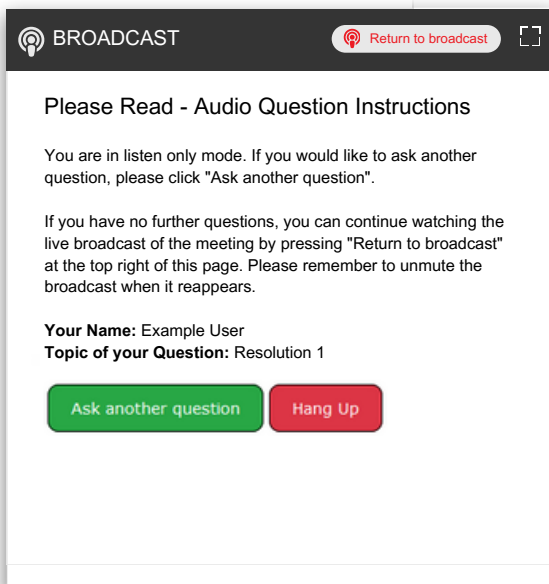 BROADCAST
Return to broadcast
Please Read - Audio Question Instructions
You are in listen only mode. If you would like to ask another
question, please click "Ask another question".
If you have no further questions, you can continue watching the
live broadcast of the meeting by pressing "Return to broadcast"
at the top right of this page. Please remember to unmute the
broadcast when it reappears.
Your Name: Example User
Topic of your Question: Resolution 1
Ask another question
Hang Up